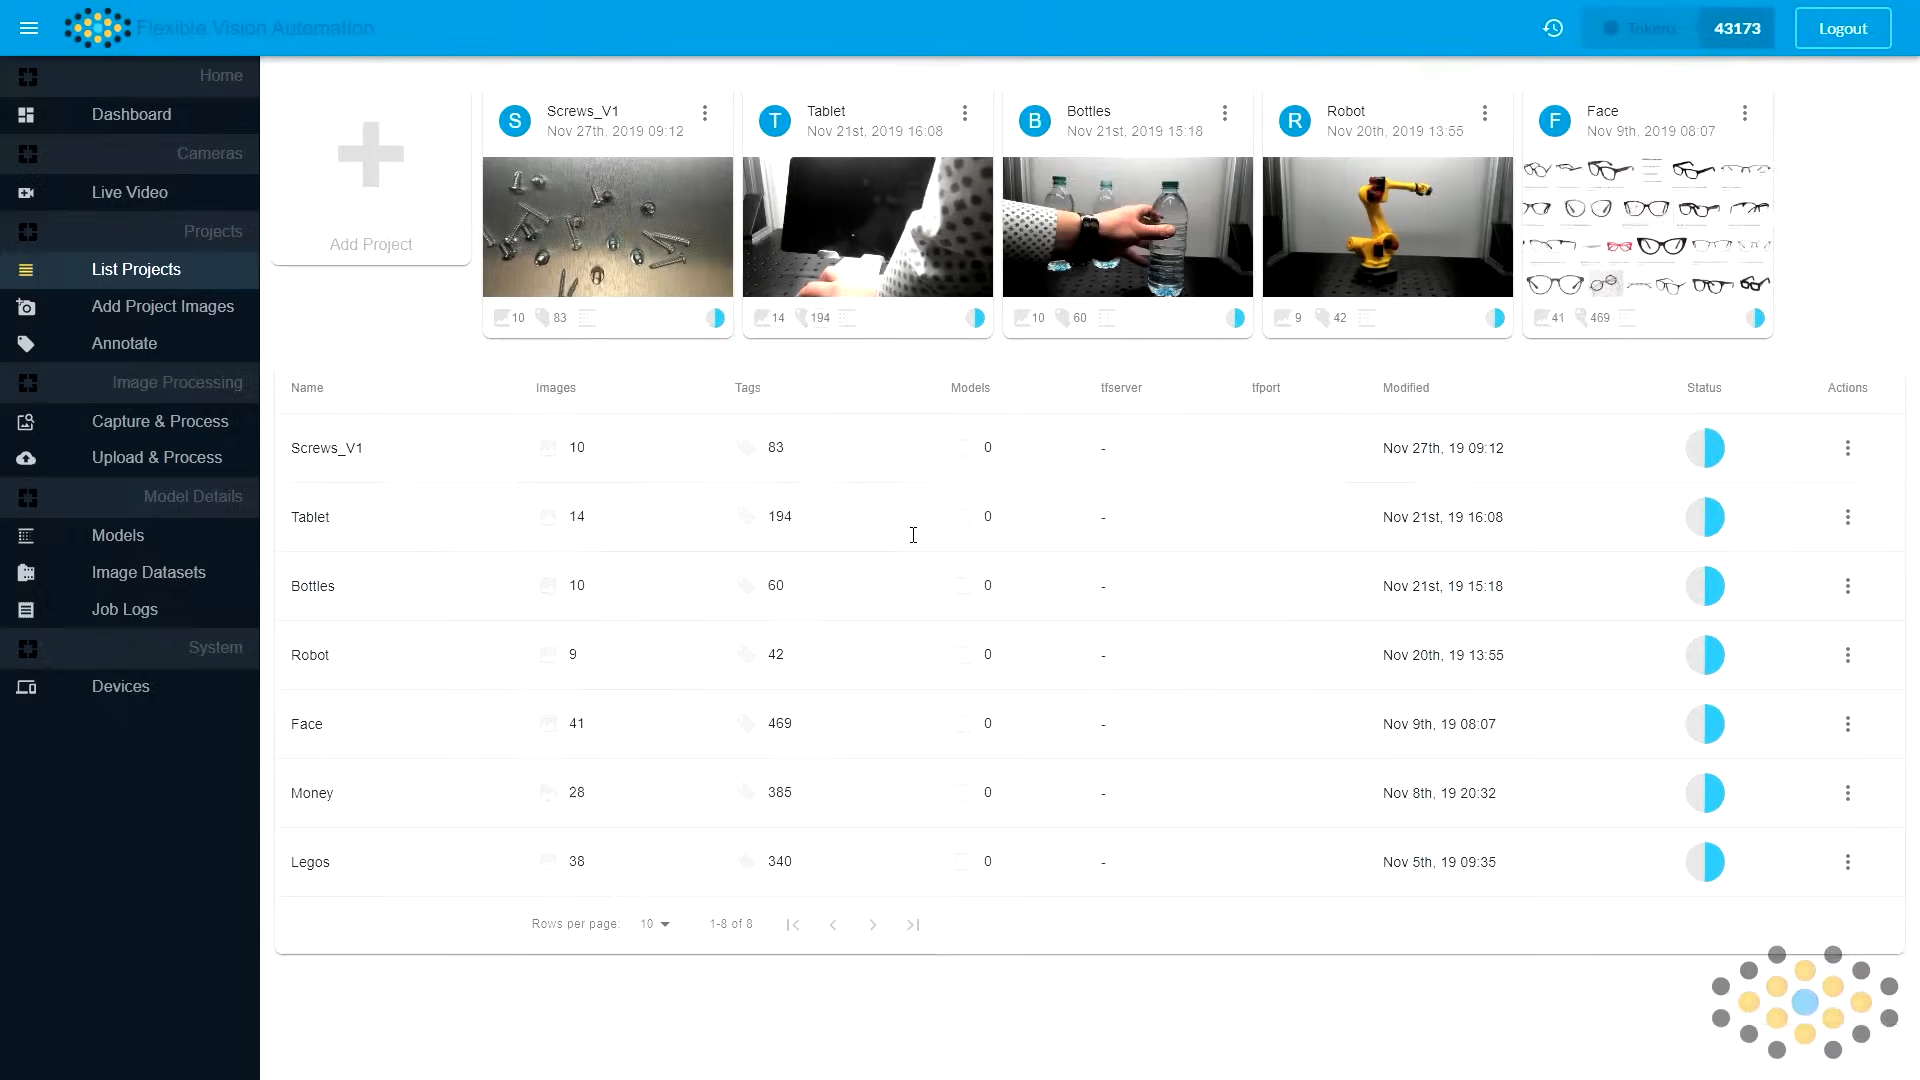 Flexible Vision Automation
Tokens 43173 Logout
Home
Dashboard
Cameras
Live Video
Projects
List Projects
Add Project Images
Annotate
Image Processing
Capture & Process
Upload & Process
Model Details
Models
Image Datasets
Job Logs
System
Devices
Add Project
S Screws_V1
Nov 27th, 2019 09:12
10 83
T Tablet
Nov 21st, 2019 16:08
14 194
B Bottles
Nov 21st, 2019 15:18
10 60
R Robot
Nov 20th, 2019 13:55
9 42
F Face
Nov 9th, 2019 08:07
41 469
Name Images Tags Models tfserver tfport Modified Status Actions
Screws_V1 10 83 0 - Nov 27th, 19 09:12
Tablet 14 194 0 - Nov 21st, 19 16:08
Bottles 10 60 0 - Nov 21st, 19 15:18
Robot 9 42 0 - Nov 20th, 19 13:55
Face 41 469 0 - Nov 9th, 19 08:07
Money 28 385 0 - Nov 8th, 19 20:32
Legos 38 340 0 - Nov 5th, 19 09:35
Rows per page: 10 1-8 of 8